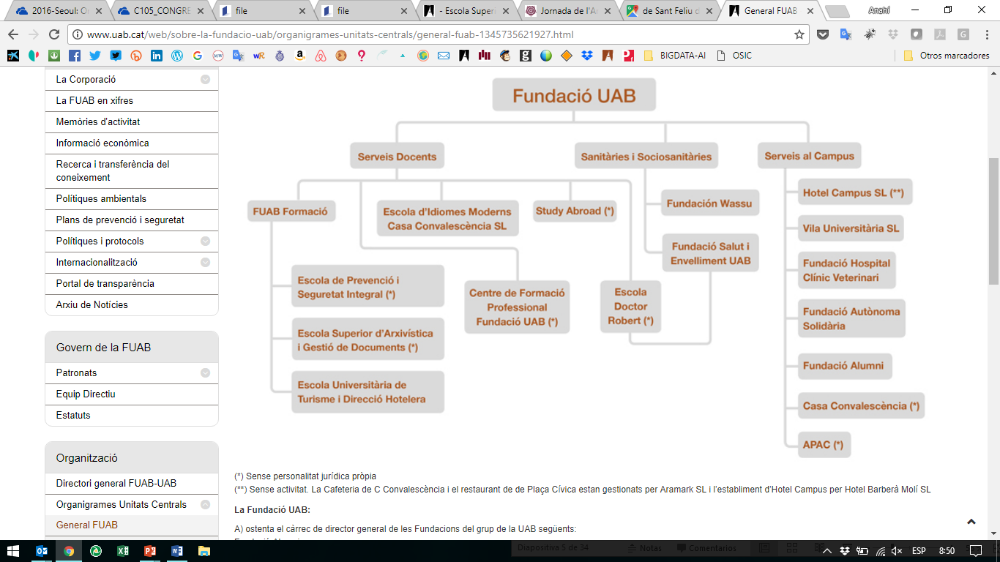 2016-Seoul: On
C105_CONGRE
file
file
- Escola Superi
Jornada de l'A
de Sant Feliu d
General FUAB
Anahí
www.uab.cat/web/sobre-la-fundacio-uab/organigrames-unitats-centrals/general-fuab-1345735621927.html
BIGDATA-AI
OSIC
Otros marcadores
La Corporació
La FUAB en xifres
Memòries d'activitat
Informació econòmica
Recerca i transferència del
coneixement
Polítiques ambientals
Plans de prevenció i seguretat
Polítiques i protocols
Internacionalització
Portal de transparència
Arxiu de Notícies
Govern de la FUAB
Patronats
Equip Directiu
Estatuts
Organització
Directori general FUAB-UAB
Organigrames Unitats Centrals
General FUAB
Fundació UAB
Serveis Docents
Sanitàries i Sociosanitàries
Serveis al Campus
FUAB Formació
Escola d'Idiomes Moderns
Casa Convalescència SL
Study Abroad (*)
Escola de Prevenció i
Seguretat Integral (*)
Escola Superior d'Arxivística
i Gestió de Documents (*)
Escola Universitària de
Turisme i Direcció Hotelera
Centre de Formació
Professional
Fundació UAB (*)
Escola
Doctor
Robert (*)
Fundación Wassu
Fundació Salut i
Envelliment UAB
Hotel Campus SL (**)
Vila Universitària SL
Fundació Hospital
Clínic Veterinari
Fundació Autònoma
Solidària
Fundació Alumni
Casa Convalescència (*)
APAC (*)
(*) Sense personalitat jurídica pròpia
(**) Sense activitat. La Cafeteria de C Convalescència i el restaurant de de Plaça Cívica estan gestionats per Aramark SL i l'establiment d'Hotel Campus per Hotel Barberà Molí SL
La Fundació UAB:
A) ostenta el càrrec de director general de les Fundacions del grup de la UAB següents:
Diapositiva 5 de 34
Notas
Comentarios
ESP
8:50